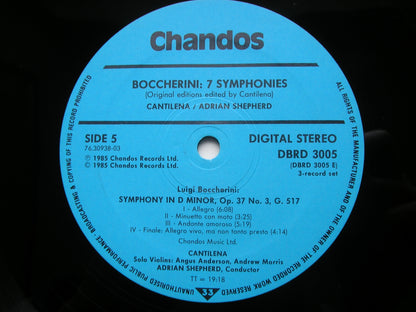 Chandos
BOCCHERINI: 7 SYMPHONIES
(Original editions edited by Cantilena)
CANTILENA / ADRIAN SHEPHERD
SIDE 5
76.20938-03
℗ 1985 Chandos Records Ltd.
© 1985 Chandos Records Ltd.
DIGITAL STEREO
DBRD 3005
(DBRD 3005 E)
3-record set
Luigi Boccherini:
SYMPHONY IN D MINOR, Op. 37 No. 3, G. 517
I - Allegro (6:08)
II - Minuetto con moto (3:25)
III - Andante amoroso (5:19)
IV - Finale: Allegro vivo, ma non tanto presto (4:14)
Chandos Music Ltd.
CANTILENA
Solo Violins: Angus Anderson, Andrew Morris
ADRIAN SHEPHERD, Conductor
TT = 19:18
33
ALL RIGHTS OF THE MANUFACTURER AND OF THE OWNER OF THE RECORDED WORK RESERVED. UNAUTHORISED PUBLIC PERFORMANCE, BROADCASTING & COPYING OF THIS RECORD PROHIBITED